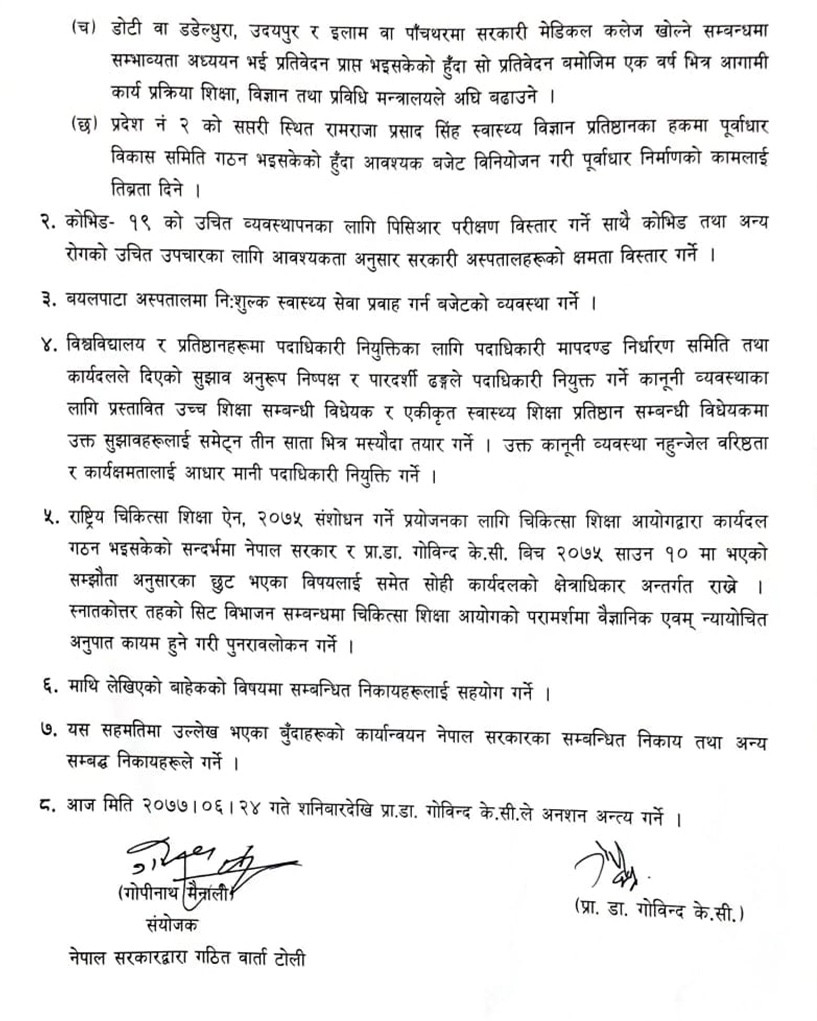 (च) डोटी वा डडेल्धुरा, उदयपुर र इलाम वा पाँचथरमा सरकारी मेडिकल कलेज खोल्ने सम्बन्धमा
सम्भाव्यता अध्ययन भई प्रतिवेदन प्राप्त भइसकेको हुँदा सो प्रतिवेदन बमोजिम एक वर्ष भित्र आगामी
कार्य प्रक्रिया शिक्षा, विज्ञान तथा प्रविधि मन्त्रालयले अघि बढाउने ।
(छ) प्रदेश नं २ को सप्तरी स्थित रामराजा प्रसाद सिंह स्वास्थ्य विज्ञान प्रतिष्ठानका हकमा पूर्वाधार
विकास समिति गठन भइसकेको हुँदा आवश्यक बजेट विनियोजन गरी पूर्वाधार निर्माणको कामलाई
तिब्रता दिने ।
२. कोभिड- १९ को उचित व्यवस्थापनका लागि पिसिआर परीक्षण विस्तार गर्ने साथै कोभिड तथा अन्य
रोगको उचित उपचारका लागि आवश्यकता अनुसार सरकारी अस्पतालहरूको क्षमता विस्तार गर्ने ।
३. बयलपाटा अस्पतालमा नि:शुल्क स्वास्थ्य सेवा प्रवाह गर्न बजेटको व्यवस्था गर्ने ।
४. विश्वविद्यालय र प्रतिष्ठानहरूमा पदाधिकारी नियुक्तिका लागि पदाधिकारी मापदण्ड निर्धारण समिति तथा
कार्यदलले दिएको सुझाव अनुरूप निष्पक्ष र पारदर्शी ढङ्गले पदाधिकारी नियुक्त गर्ने कानूनी व्यवस्थाका
लागि प्रस्तावित उच्च शिक्षा सम्बन्धी विधेयक र एकीकृत स्वास्थ्य शिक्षा प्रतिष्ठान सम्बन्धी विधेयकमा
उक्त सुझावहरूलाई समेट्न तीन साता भित्र मस्यौदा तयार गर्ने । उक्त कानूनी व्यवस्था नहुन्जेल वरिष्ठता
र कार्यक्षमतालाई आधार मानी पदाधिकारी नियुक्ति गर्ने ।
५. राष्ट्रिय चिकित्सा शिक्षा ऐन, २०७५ संशोधन गर्ने प्रयोजनका लागि चिकित्सा शिक्षा आयोगद्वारा कार्यदल
गठन भइसकेको सन्दर्भमा नेपाल सरकार र प्रा.डा. गोविन्द के.सी. बिच २०७५ साउन १० मा भएको
सम्झौता अनुसारका छुट भएका विषयलाई समेत सोही कार्यदलको क्षेत्राधिकार अन्तर्गत राख्ने ।
स्नातकोत्तर तहको सिट विभाजन सम्बन्धमा चिकित्सा शिक्षा आयोगको परामर्शमा वैज्ञानिक एवम् न्यायोचित
अनुपात कायम हुने गरी पुनरावलोकन गर्ने ।
६. माथि लेखिएको बाहेकको विषयमा सम्बन्धित निकायहरूलाई सहयोग गर्ने ।
७. यस सहमतिमा उल्लेख भएका बुँदाहरूको कार्यान्वयन नेपाल सरकारका सम्बन्धित निकाय तथा अन्य
सम्बद्ध निकायहरूले गर्ने ।
८. आज मिति २०७७।०६।२४ गते शनिबारदेखि प्रा.डा. गोविन्द के.सी.ले अनशन अन्त्य गर्ने ।
(गोपीनाथ मैनाली)
संयोजक
नेपाल सरकारद्वारा गठित वार्ता टोली
(प्रा. डा. गोविन्द के.सी.)